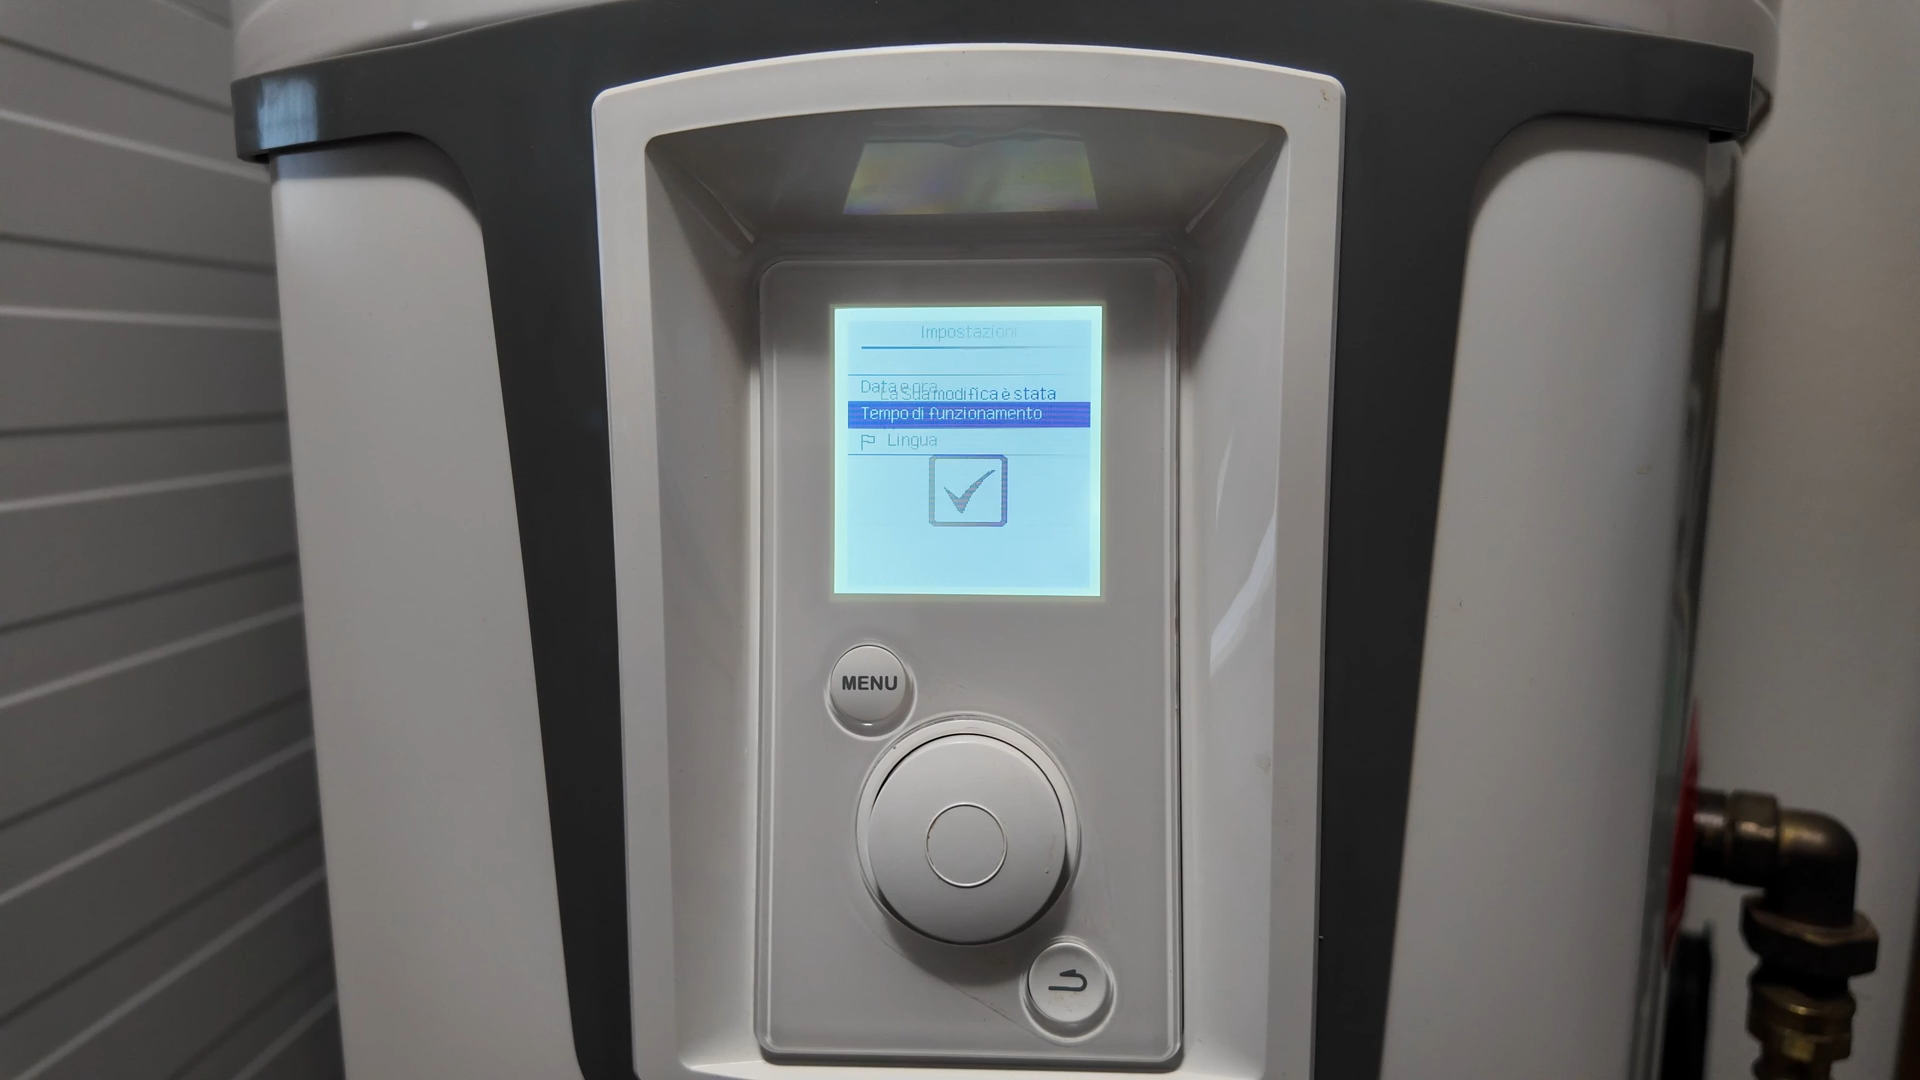 Impostazioni
Data e ora
La Sua modifica è stata
Tempo di funzionamento
Lingua
MENU